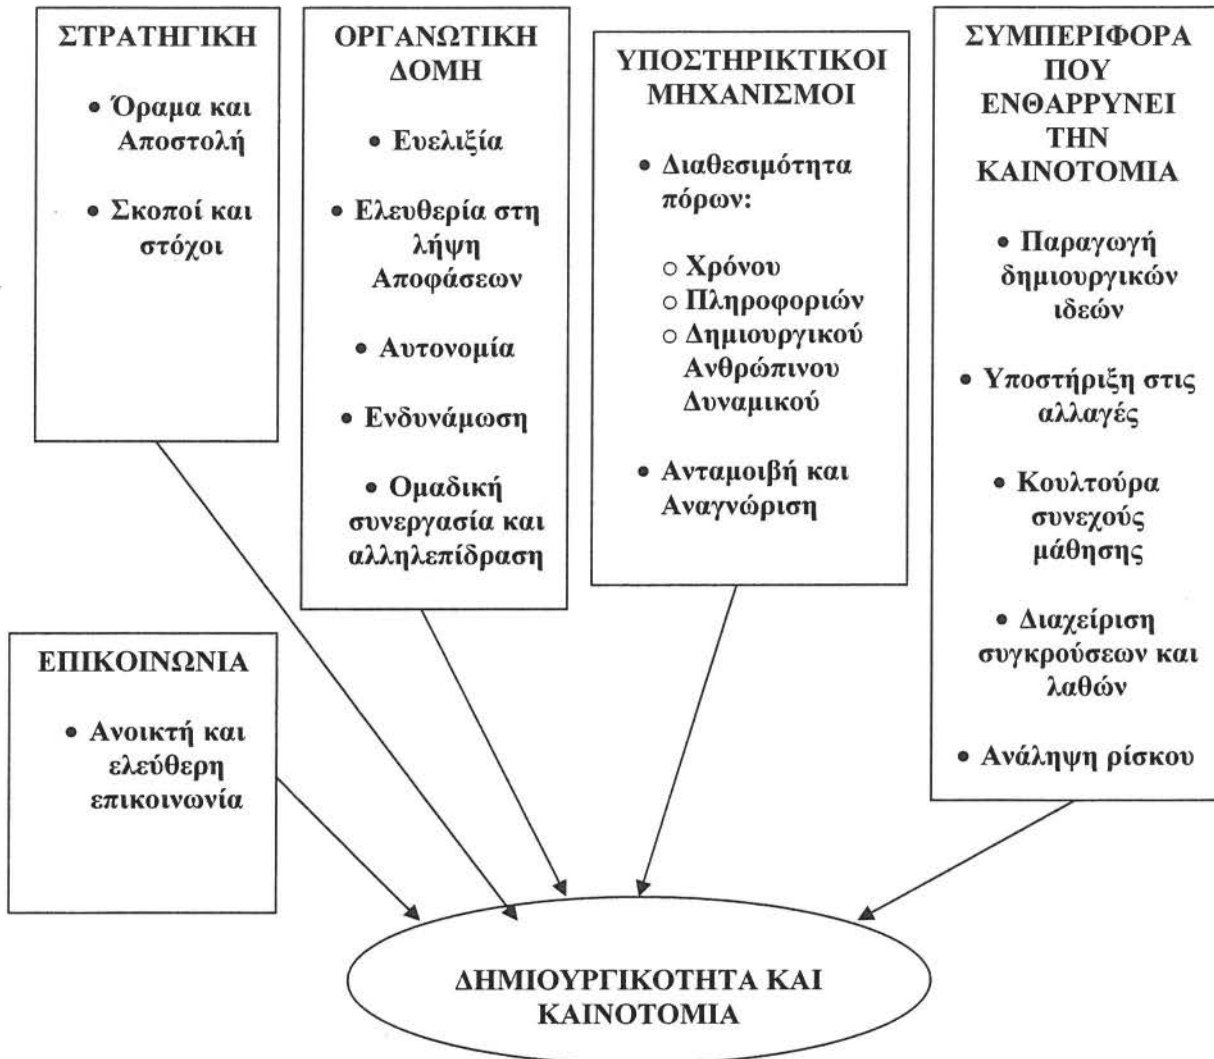 ΣΤΡΑΤΗΓΙΚΗ
• Όραμα και
Αποστολή
• Σκοποί και
στόχοι
ΟΡΓΑΝΩΤΙΚΗ
ΔΟΜΗ
• Ευελιξία
• Ελευθερία στη
λήψη
Αποφάσεων
• Αυτονομία
• Ενδυνάμωση
• Ομαδική
συνεργασία και
αλληλεπίδραση
ΥΠΟΣΤΗΡΙΚΤΙΚΟΙ
ΜΗΧΑΝΙΣΜΟΙ
• Διαθεσιμότητα
πόρων:
o Χρόνου
o Πληροφοριών
o Δημιουργικού
Ανθρώπινου
Δυναμικού
• Ανταμοιβή και
Αναγνώριση
ΣΥΜΠΕΡΙΦΟΡΑ
ΠΟΥ
ΕΝΘΑΡΡΥΝΕΙ
ΤΗΝ
ΚΑΙΝΟΤΟΜΙΑ
• Παραγωγή
δημιουργικών
ιδεών
• Υποστήριξη στις
αλλαγές
• Κουλτούρα
συνεχούς
μάθησης
• Διαχείριση
συγκρούσεων και
λαθών
• Ανάληψη ρίσκου
ΕΠΙΚΟΙΝΩΝΙΑ
• Ανοικτή και
ελεύθερη
επικοινωνία
ΔΗΜΙΟΥΡΓΙΚΟΤΗΤΑ ΚΑΙ
ΚΑΙΝΟΤΟΜΙΑ